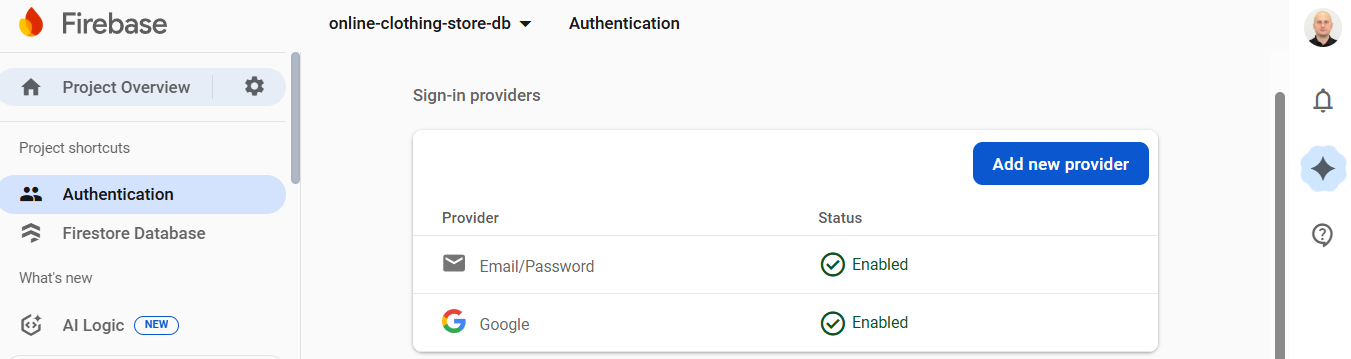 Firebase
online-clothing-store-db
Authentication
Project Overview
Project shortcuts
Authentication
Firestore Database
What's new
AI Logic NEW
Sign-in providers
Add new provider
Provider Status
Email/Password Enabled
Google Enabled